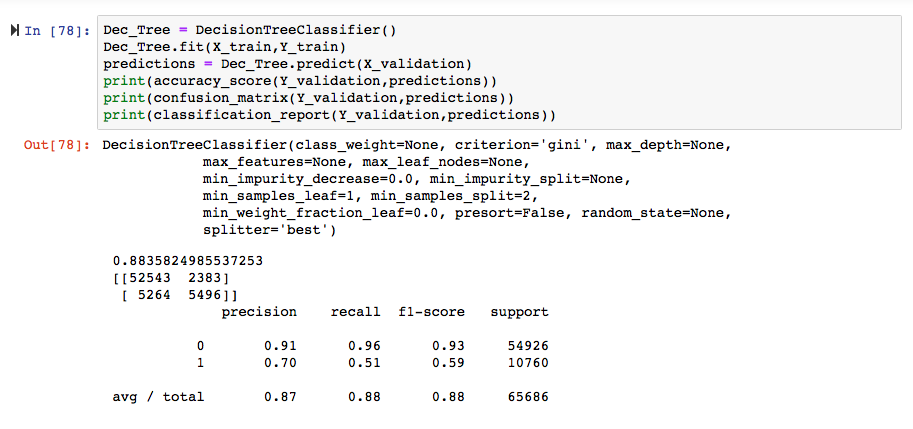 In [78]: Dec_Tree = DecisionTreeClassifier()
Dec_Tree.fit(X_train,Y_train)
predictions = Dec_Tree.predict(X_validation)
print(accuracy_score(Y_validation,predictions))
print(confusion_matrix(Y_validation,predictions))
print(classification_report(Y_validation,predictions))
Out[78]: DecisionTreeClassifier(class_weight=None, criterion='gini', max_depth=None,
            max_features=None, max_leaf_nodes=None,
            min_impurity_decrease=0.0, min_impurity_split=None,
            min_samples_leaf=1, min_samples_split=2,
            min_weight_fraction_leaf=0.0, presort=False, random_state=None,
            splitter='best')
0.8835824985537253
[[52543  2383]
 [ 5264  5496]]
             precision    recall  f1-score   support
          0       0.91      0.96      0.93     54926
          1       0.70      0.51      0.59     10760
avg / total       0.87      0.88      0.88     65686